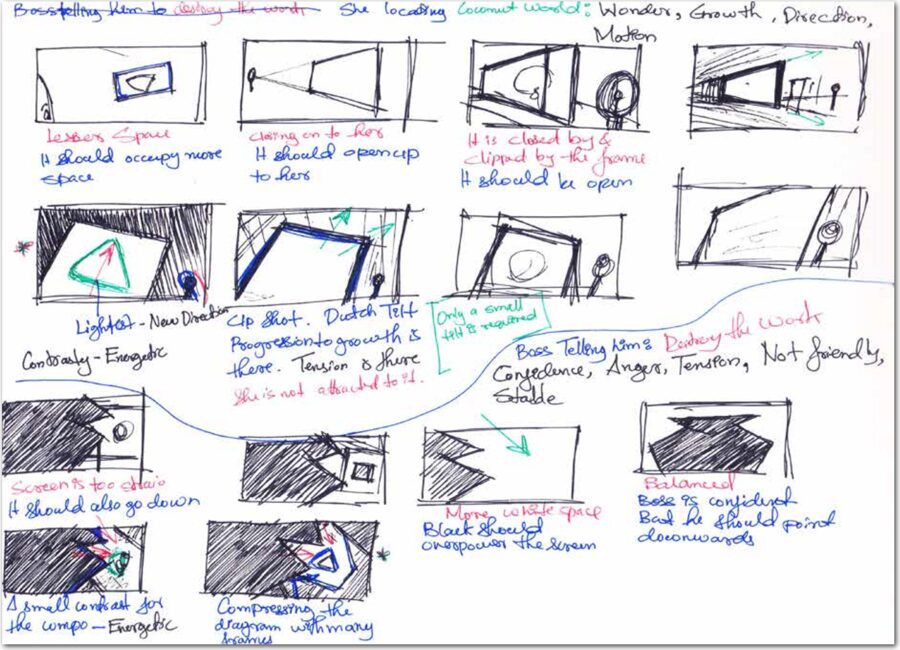 Boss telling him to destroy the work
She locating Coconut world: Wonder, Growth, Direction,
Motion
Lesser Space
It should occupy more
space
Closing on to her
It should open up
to her
It is closed by &
clipped by the frame
It should be open
Lightest - New Direction
Contrasty - Energetic
Clip shot. Dutch Tilt
Progression to growth is
there. Tension is there
She is not attracted to it.
Only a small
tilt is required
Boss Telling him: Destroy the work
Confidence, Anger, Tension, Not friendly,
Stable
Screen is too
It should also go down
More white space
Black should
overpower the screen
Balanced
Boss is confident
But he should point
downwards
A small contrast for
the compo - Energetic
Compressing the
diagram with many
frames